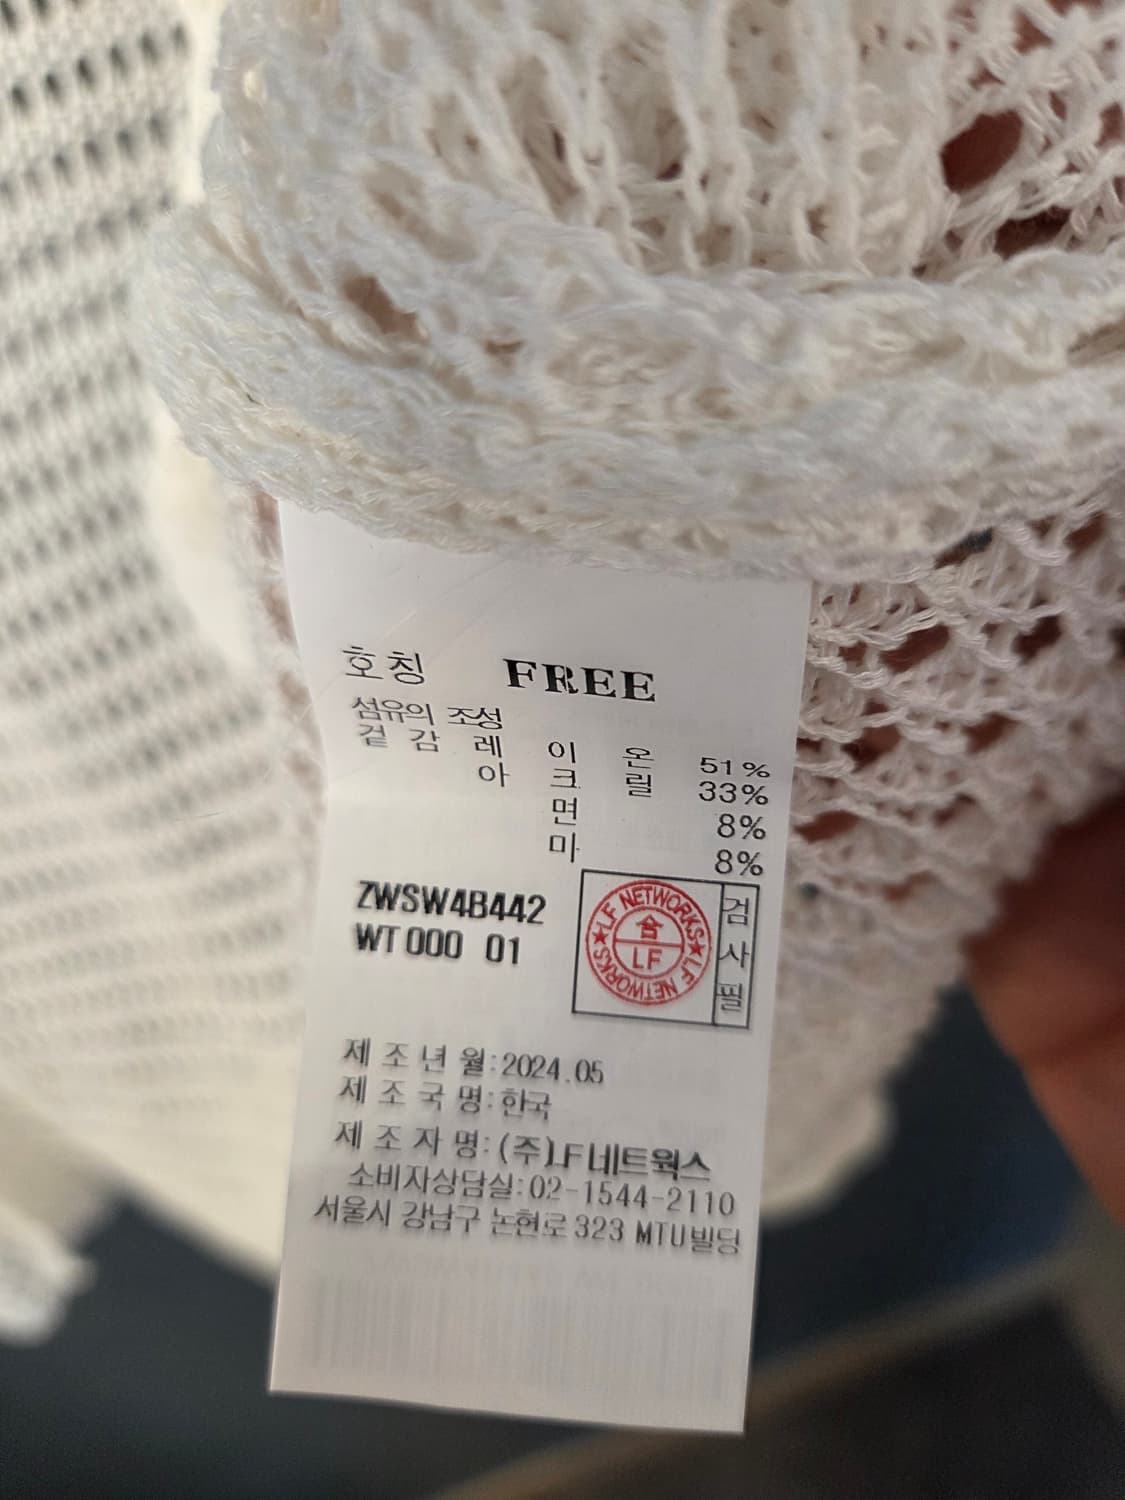 호칭 FREE
섬유의 조성
겉 감 레 이 온 51%
아 크 릴 33%
면 8%
마 8%
ZWSW4B442
WT000 01
LF NETWORKS★LF NETWORKS★
合
LF
검사필
제 조 년 월:2024.05
제 조 국 명:한국
제 조 자 명:(주)LF네트웍스
소비자상담실:02-1544-2110
서울시 강남구 논현로323 MTU빌딩